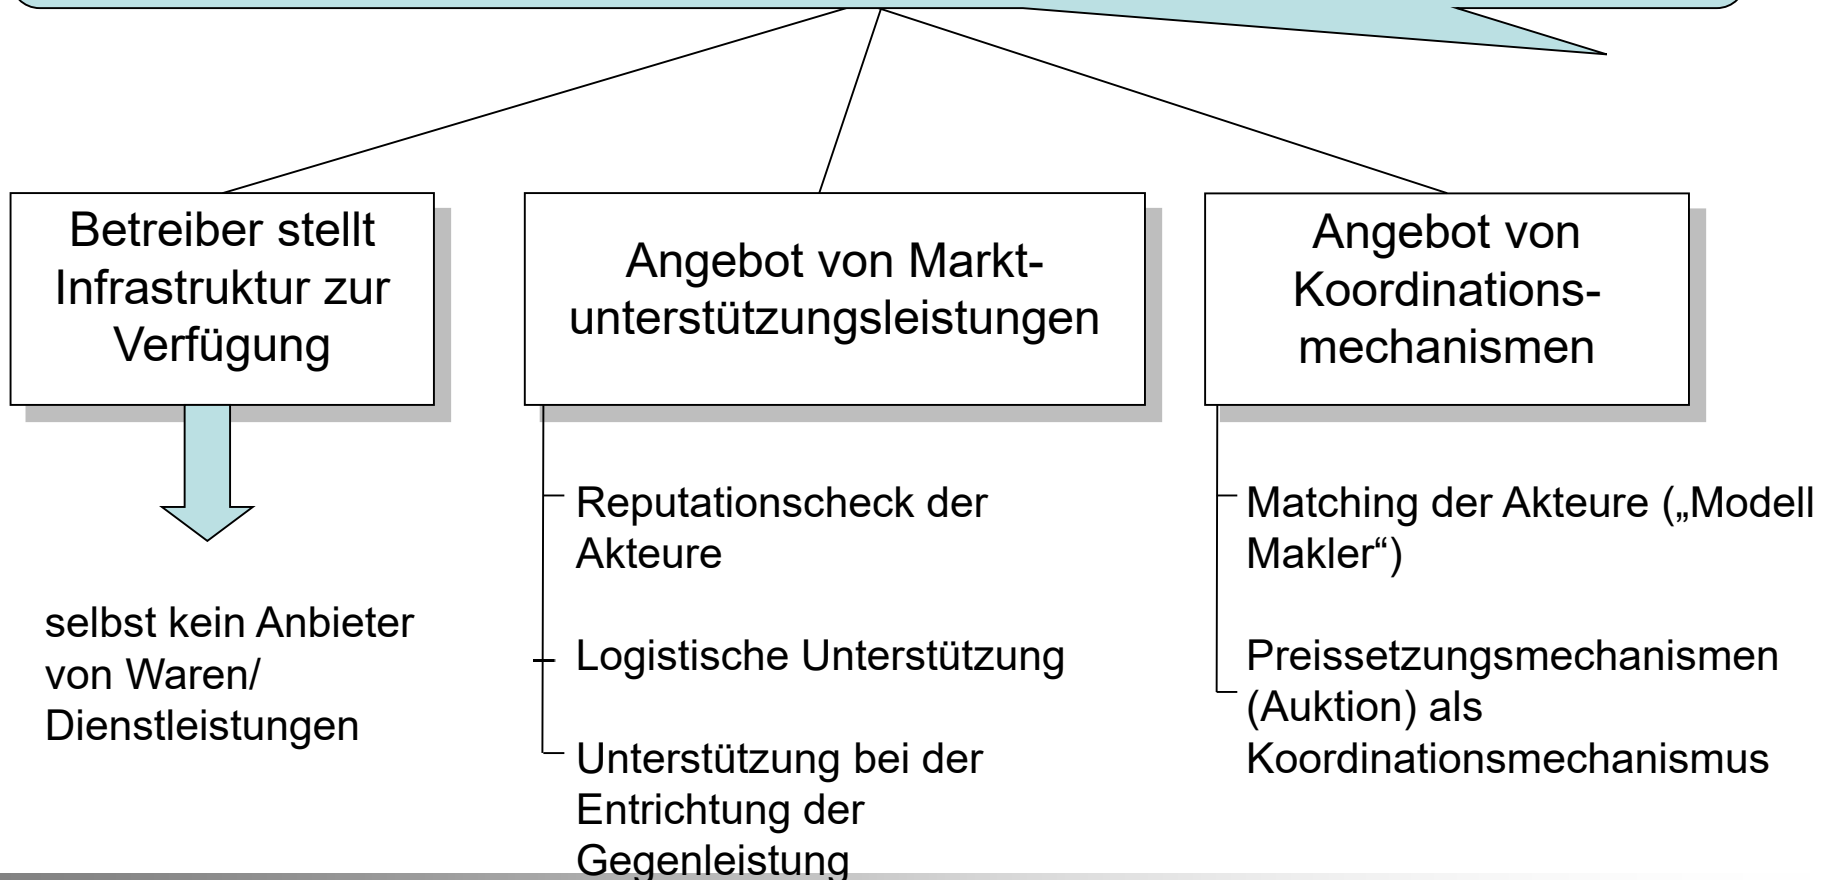 Betreiber stellt
Infrastruktur zur
Verfügung
selbst kein Anbieter
von Waren/
Dienstleistungen
Angebot von Markt-
unterstützungsleistungen
Reputationscheck der
Akteure
Logistische Unterstützung
Unterstützung bei der
Entrichtung der
Gegenleistung
Angebot von
Koordinations-
mechanismen
Matching der Akteure („Modell
Makler“)
Preissetzungsmechanismen
(Auktion) als
Koordinationsmechanismus